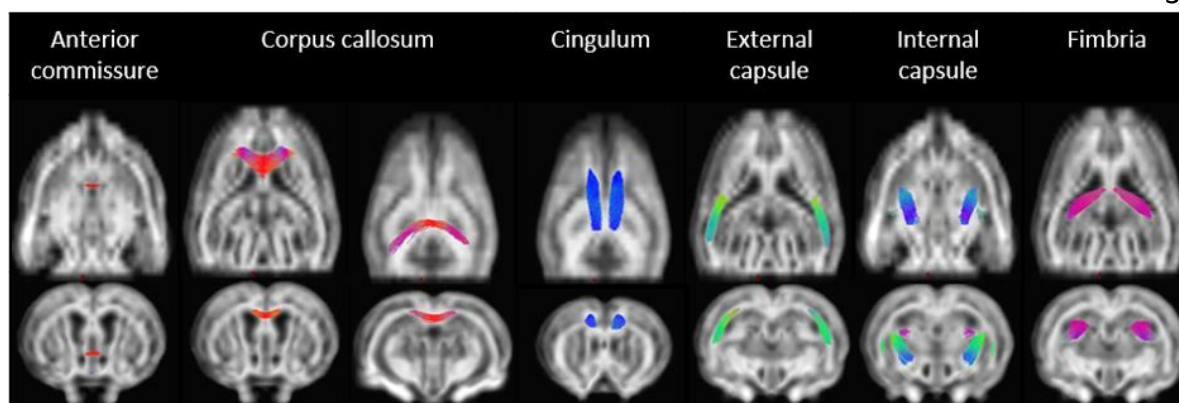 Anterior
commissure
Corpus callosum
Cingulum
External
capsule
Internal
capsule
Fimbria